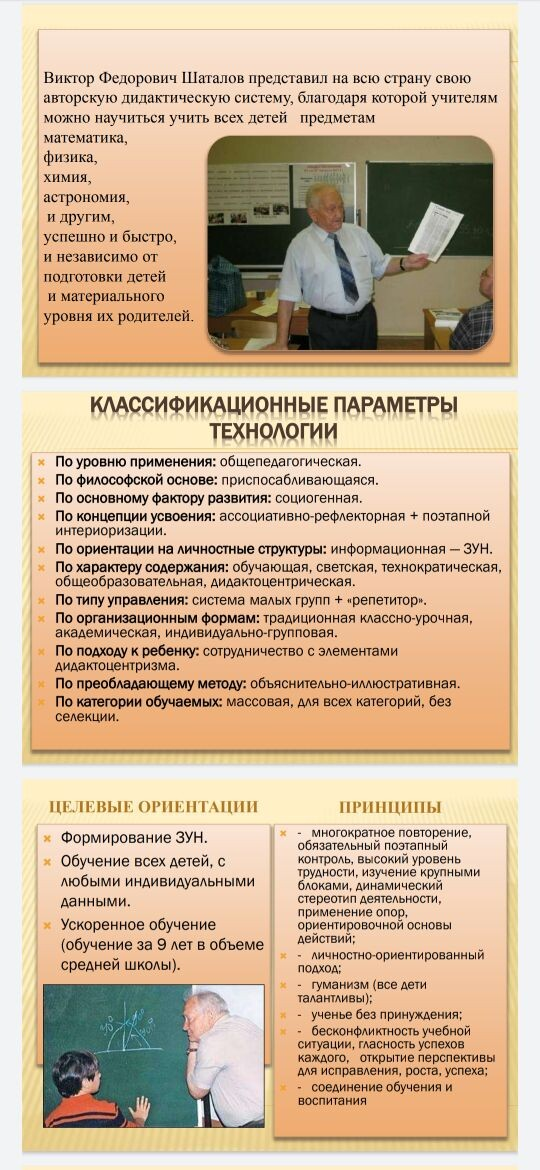 Виктор Федорович Шаталов представил на всю страну свою
авторскую дидактическую систему, благодаря которой учителям
можно научиться учить всех детей предметам
математика,
физика,
химия,
астрономия,
и другим,
успешно и быстро,
и независимо от
подготовки детей
и материального
уровня их родителей.
КЛАССИФИКАЦИОННЫЕ ПАРАМЕТРЫ
ТЕХНОЛОГИИ
По уровню применения: общепедагогическая.
По философской основе: приспосабливающаяся.
По основному фактору развития: социогенная.
По концепции усвоения: ассоциативно-рефлекторная + поэтапной
интериоризации.
По ориентации на личностные структуры: информационная — ЗУН.
По характеру содержания: обучающая, светская, технократическая,
общеобразовательная, дидактоцентрическая.
По типу управления: система малых групп + «репетитор».
По организационным формам: традиционная классно-урочная,
академическая, индивидуально-групповая.
По подходу к ребенку: сотрудничество с элементами
дидактоцентризма.
По преобладающему методу: объяснительно-иллюстративная.
По категории обучаемых: массовая, для всех категорий, без
селекции.
ЦЕЛЕВЫЕ ОРИЕНТАЦИИ
Формирование ЗУН.
Обучение всех детей, с
любыми индивидуальными
данными.
Ускоренное обучение
(обучение за 9 лет в объеме
средней школы).
ПРИНЦИПЫ
- многократное повторение,
обязательный поэтапный
контроль, высокий уровень
трудности, изучение крупными
блоками, динамический
стереотип деятельности,
применение опор,
ориентировочной основы
действий;
- личностно-ориентированный
подход;
- гуманизм (все дети
талантливы);
- ученье без принуждения;
- бесконфликтность учебной
ситуации, гласность успехов
каждого, открытие перспективы
для исправления, роста, успеха;
- соединение обучения и
воспитания